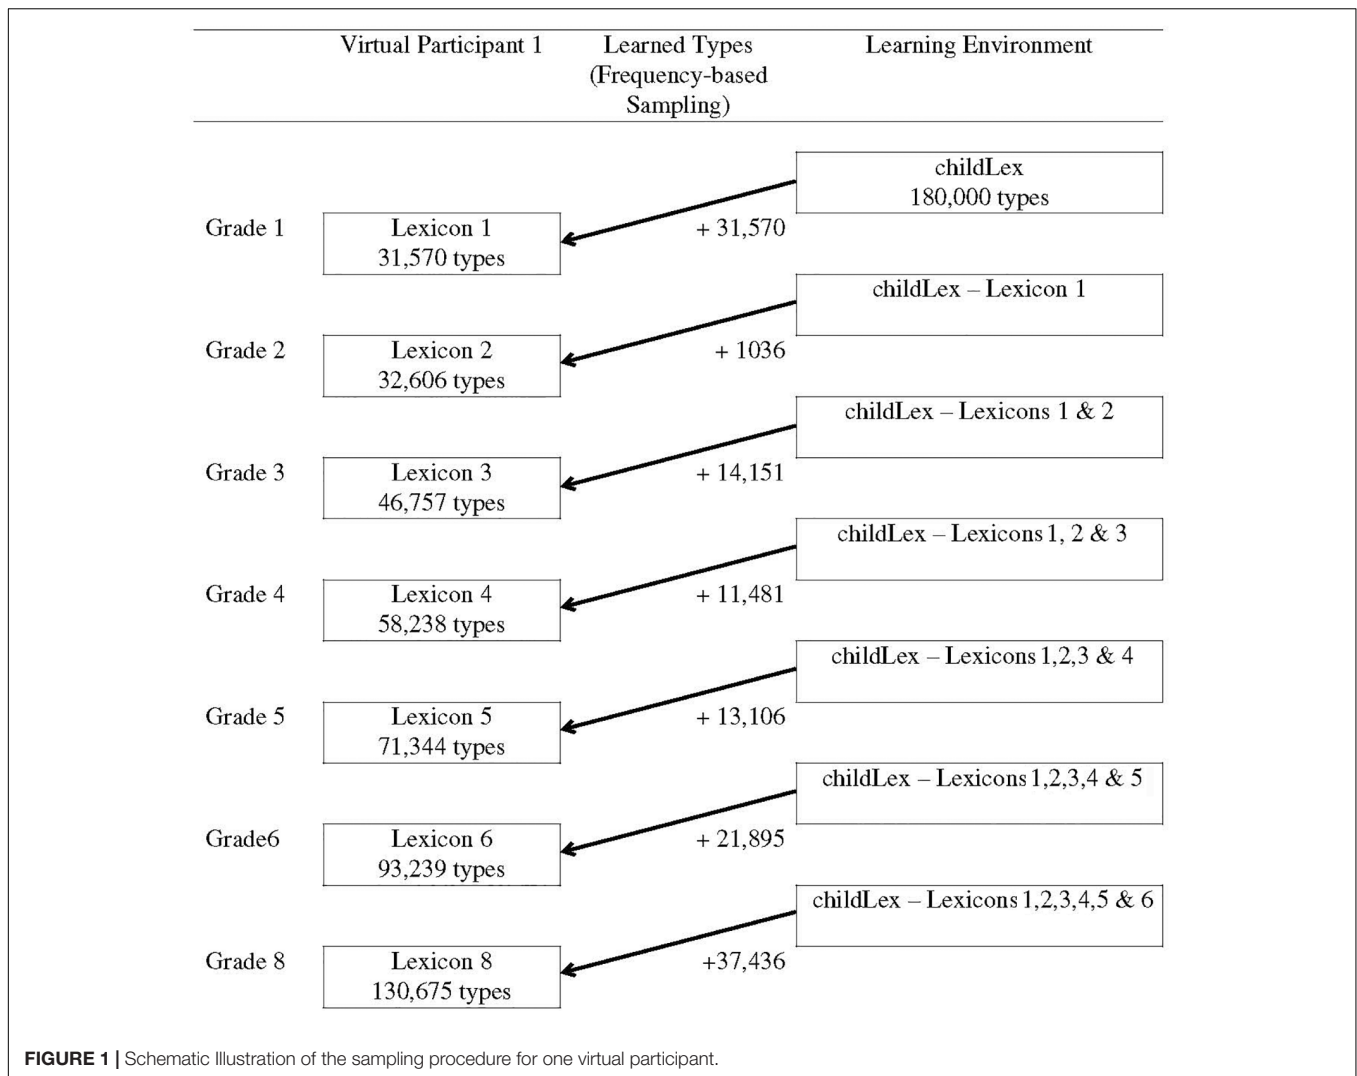 Virtual Participant 1
Learned Types
(Frequency-based
Sampling)
Learning Environment
childLex
180,000 types
Grade 1
Lexicon 1
31,570 types
+ 31,570
childLex – Lexicon 1
Grade 2
Lexicon 2
32,606 types
+ 1036
childLex – Lexicons 1 & 2
Grade 3
Lexicon 3
46,757 types
+ 14,151
childLex – Lexicons 1, 2 & 3
Grade 4
Lexicon 4
58,238 types
+ 11,481
childLex – Lexicons 1,2,3 & 4
Grade 5
Lexicon 5
71,344 types
+ 13,106
childLex – Lexicons 1,2,3,4 & 5
Grade6
Lexicon 6
93,239 types
+ 21,895
childLex – Lexicons 1,2,3,4,5 & 6
Grade 8
Lexicon 8
130,675 types
+37,436
FIGURE 1 | Schematic Illustration of the sampling procedure for one virtual participant.